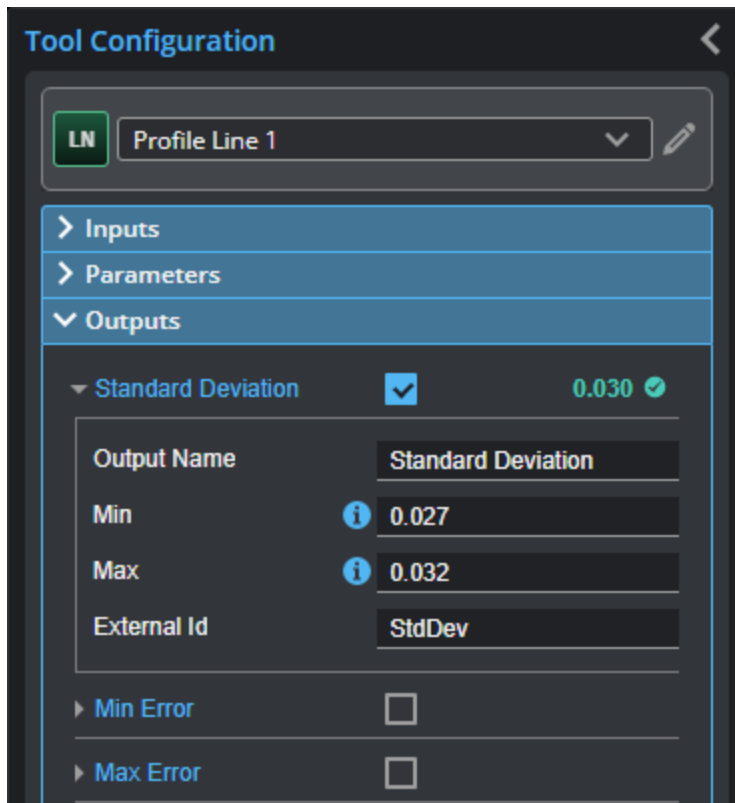 Tool Configuration
LN Profile Line 1
Inputs
Parameters
Outputs
Standard Deviation 0.030
Output Name Standard Deviation
Min 0.027
Max 0.032
External Id StdDev
Min Error
Max Error